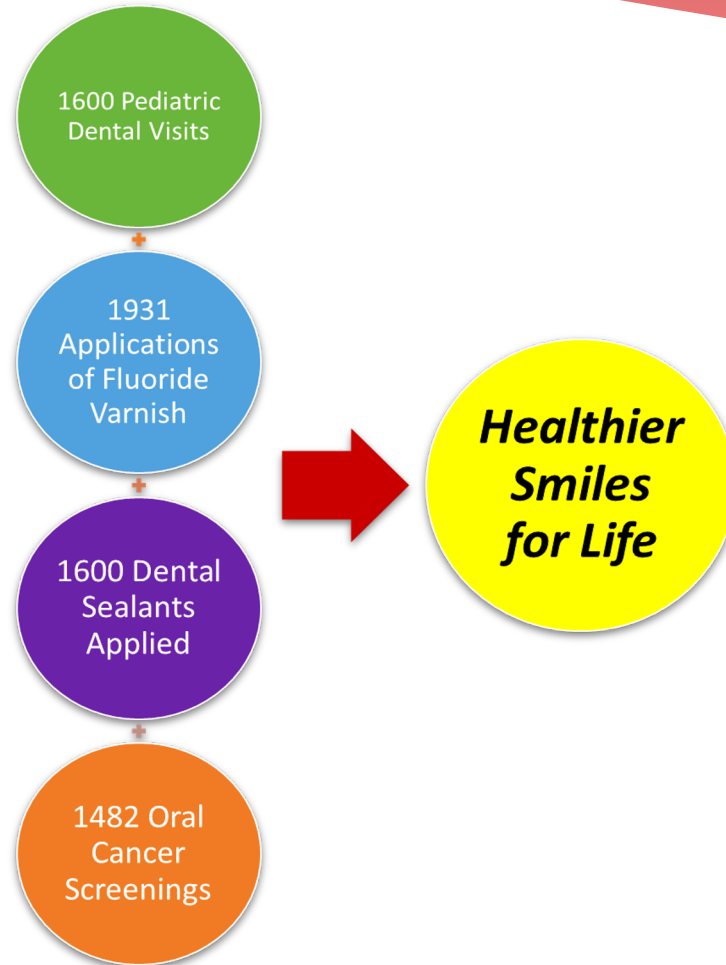 1600 Pediatric
Dental Visits
+
1931
Applications
of Fluoride
Varnish
+
1600 Dental
Sealants
Applied
+
1482 Oral
Cancer
Screenings
Healthier
Smiles
for Life